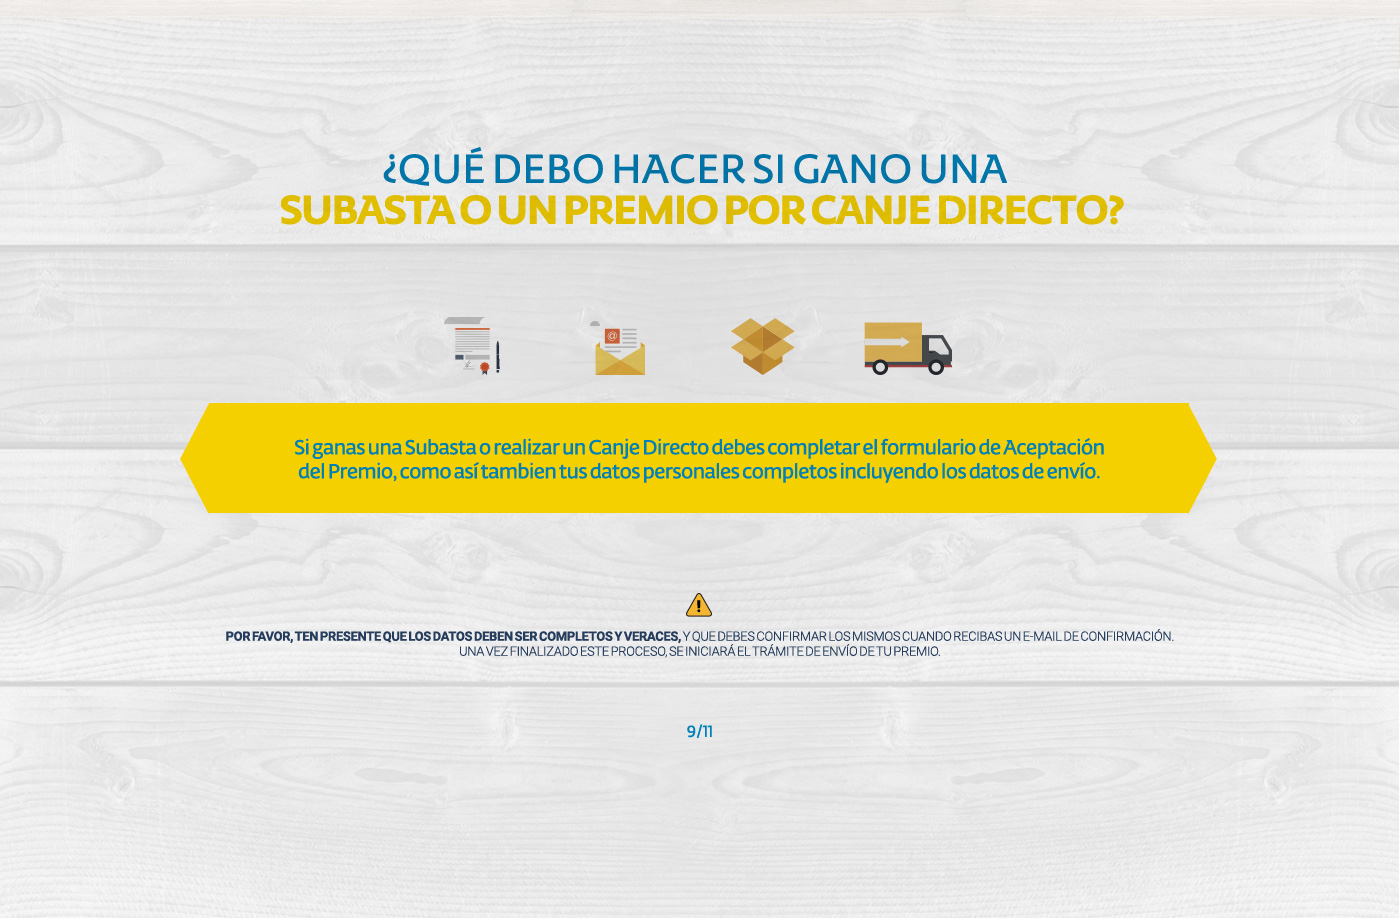 ¿QUÉ DEBO HACER SI GANO UNA
SUBASTA O UN PREMIO POR CANJE DIRECTO?
@
Si ganas una Subasta o realizar un Canje Directo debes completar el formulario de Aceptación
del Premio, como así tambien tus datos personales completos incluyendo los datos de envío.
!
POR FAVOR, TEN PRESENTE QUE LOS DATOS DEBEN SER COMPLETOS Y VERACES, Y QUE DEBES CONFIRMAR LOS MISMOS CUANDO RECIBAS UN E-MAIL DE CONFIRMACIÓN.
UNA VEZ FINALIZADO ESTE PROCESO, SE INICIARÁ EL TRÁMITE DE ENVÍO DE TU PREMIO.
9/11